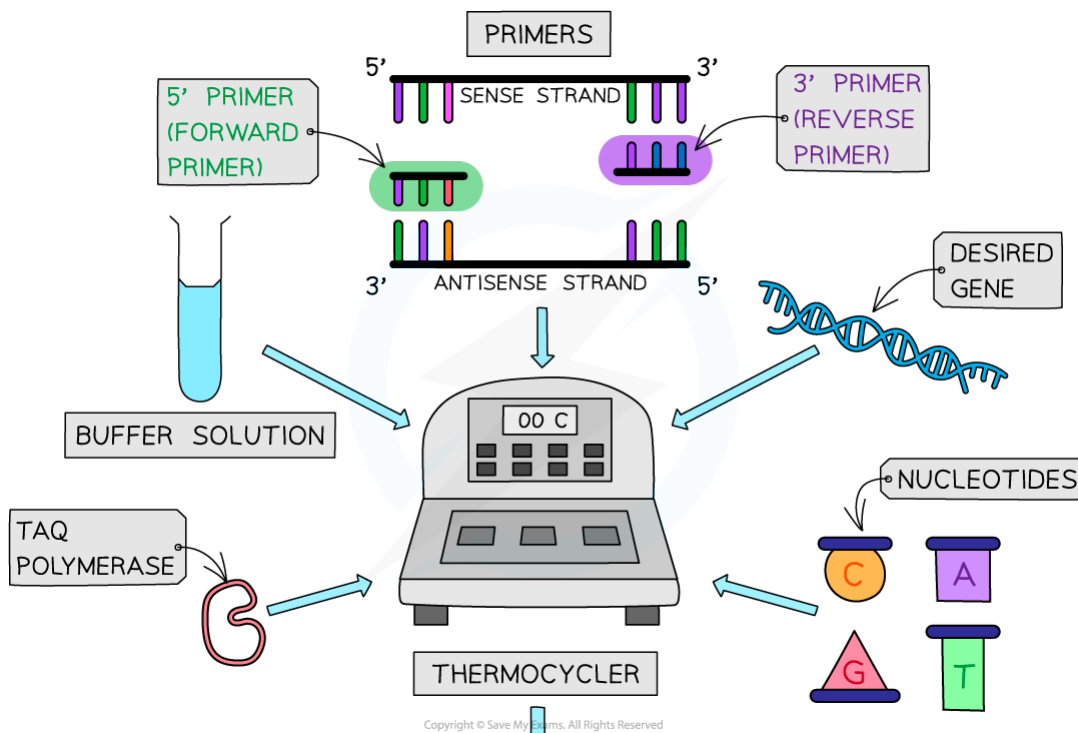 PRIMERS
5’
3’
SENSE STRAND
5’ PRIMER
(FORWARD
PRIMER)
3’ PRIMER
(REVERSE
PRIMER)
3’
ANTISENSE STRAND
5’
DESIRED
GENE
BUFFER SOLUTION
00 C
NUCLEOTIDES
TAQ
POLYMERASE
C
A
G
T
THERMOCYCLER
Copyright © Save My Exams. All Rights Reserved